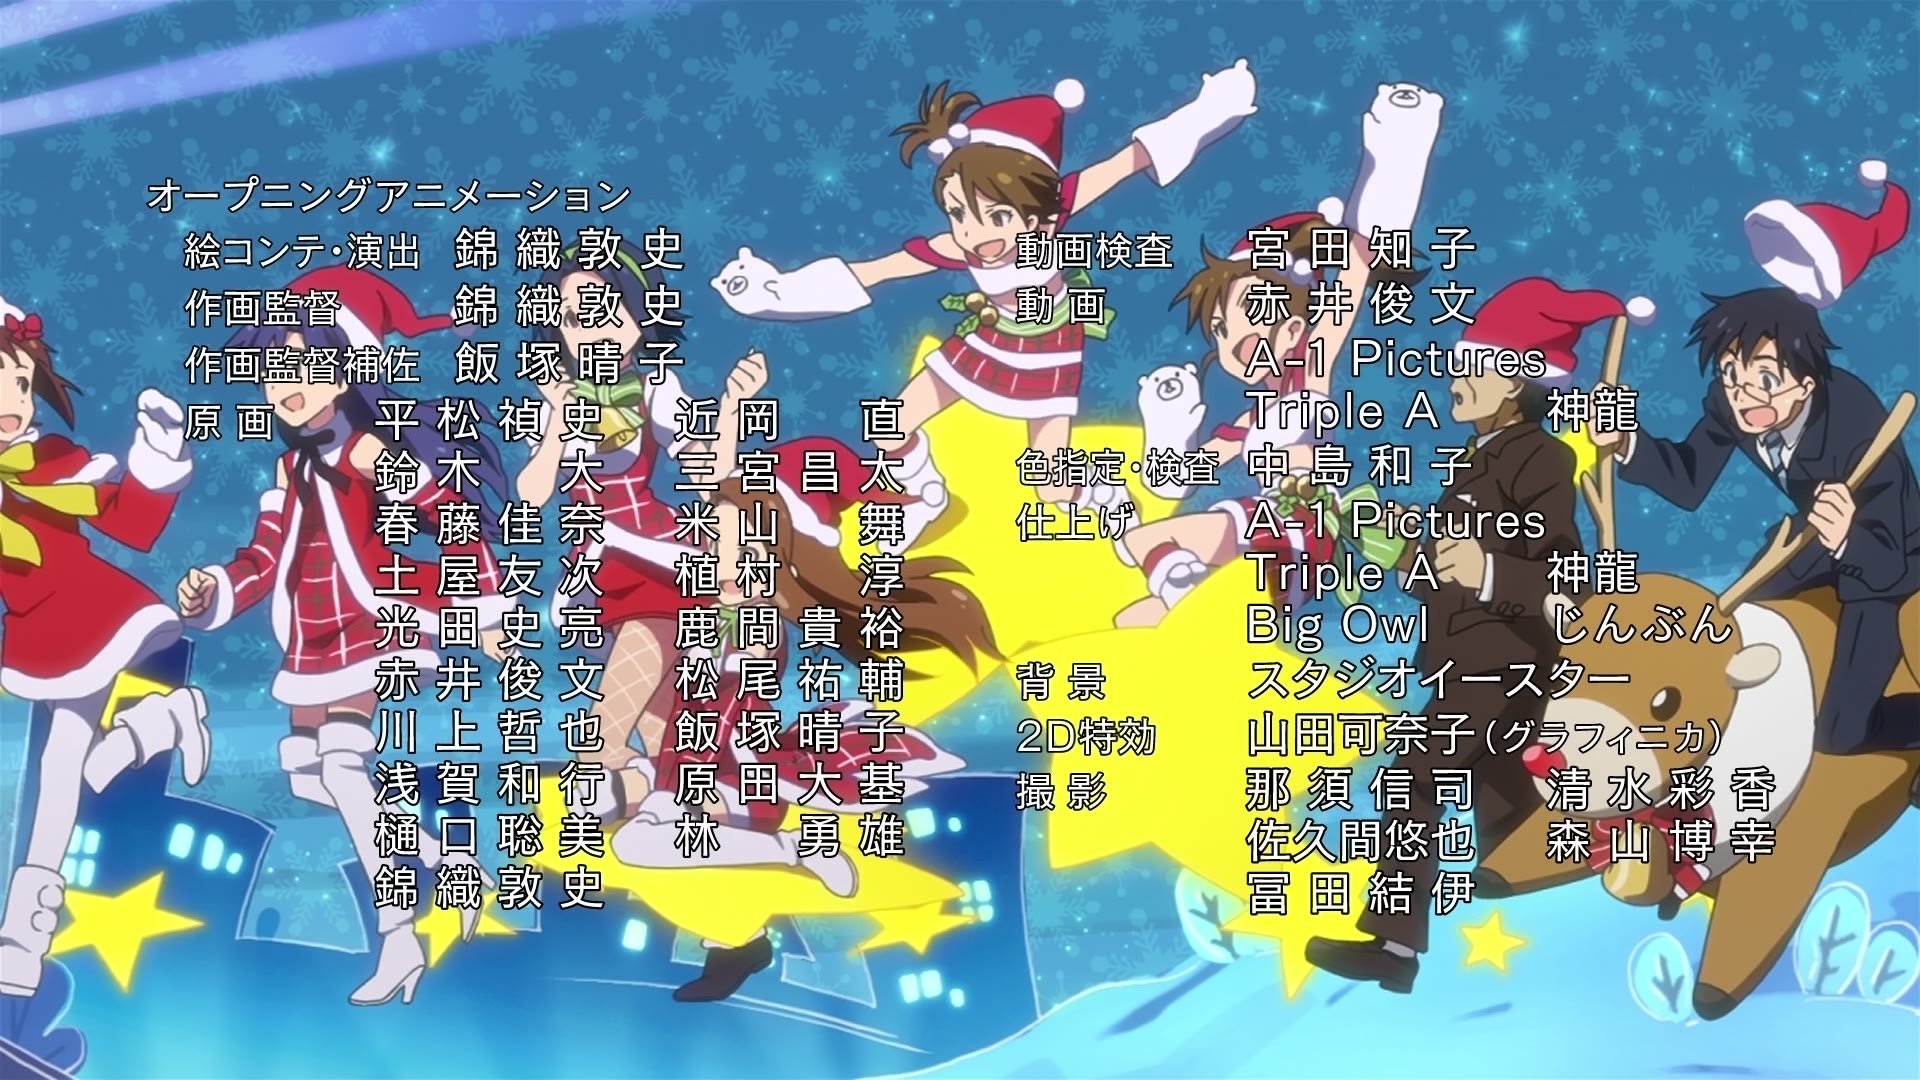 オープニングアニメーション
絵コンテ・演出 錦織敦史
作画監督 錦織敦史
作画監督補佐 飯塚晴子
原画 平松禎史 近岡直
鈴木大 三宮昌太
春藤佳奈 米山舞
土屋友次 植村淳
光田史亮 鹿間貴裕
赤井俊文 松尾祐輔
川上哲也 飯塚晴子
浅賀和行 原田大基
樋口聡美 林勇雄
錦織敦史
動画検査 宮田知子
動画 赤井俊文
A-1 Pictures
Triple A 神龍
色指定・検査 中島和子
仕上げ A-1 Pictures
Triple A 神龍
Big Owl じんぶん
背景 スタジオイースター
2D特効 山田可奈子(グラフィニカ)
撮影 那須信司 清水彩香
佐久間悠也 森山博幸
冨田結伊